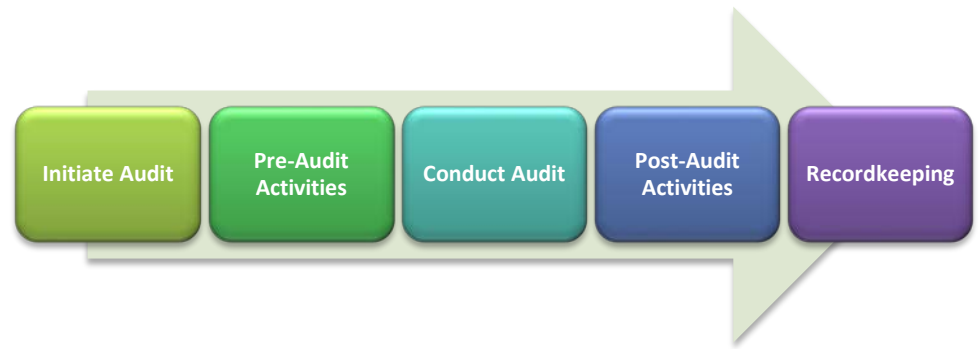 Initiate Audit
Pre-Audit
Activities
Conduct Audit
Post-Audit
Activities
Recordkeeping